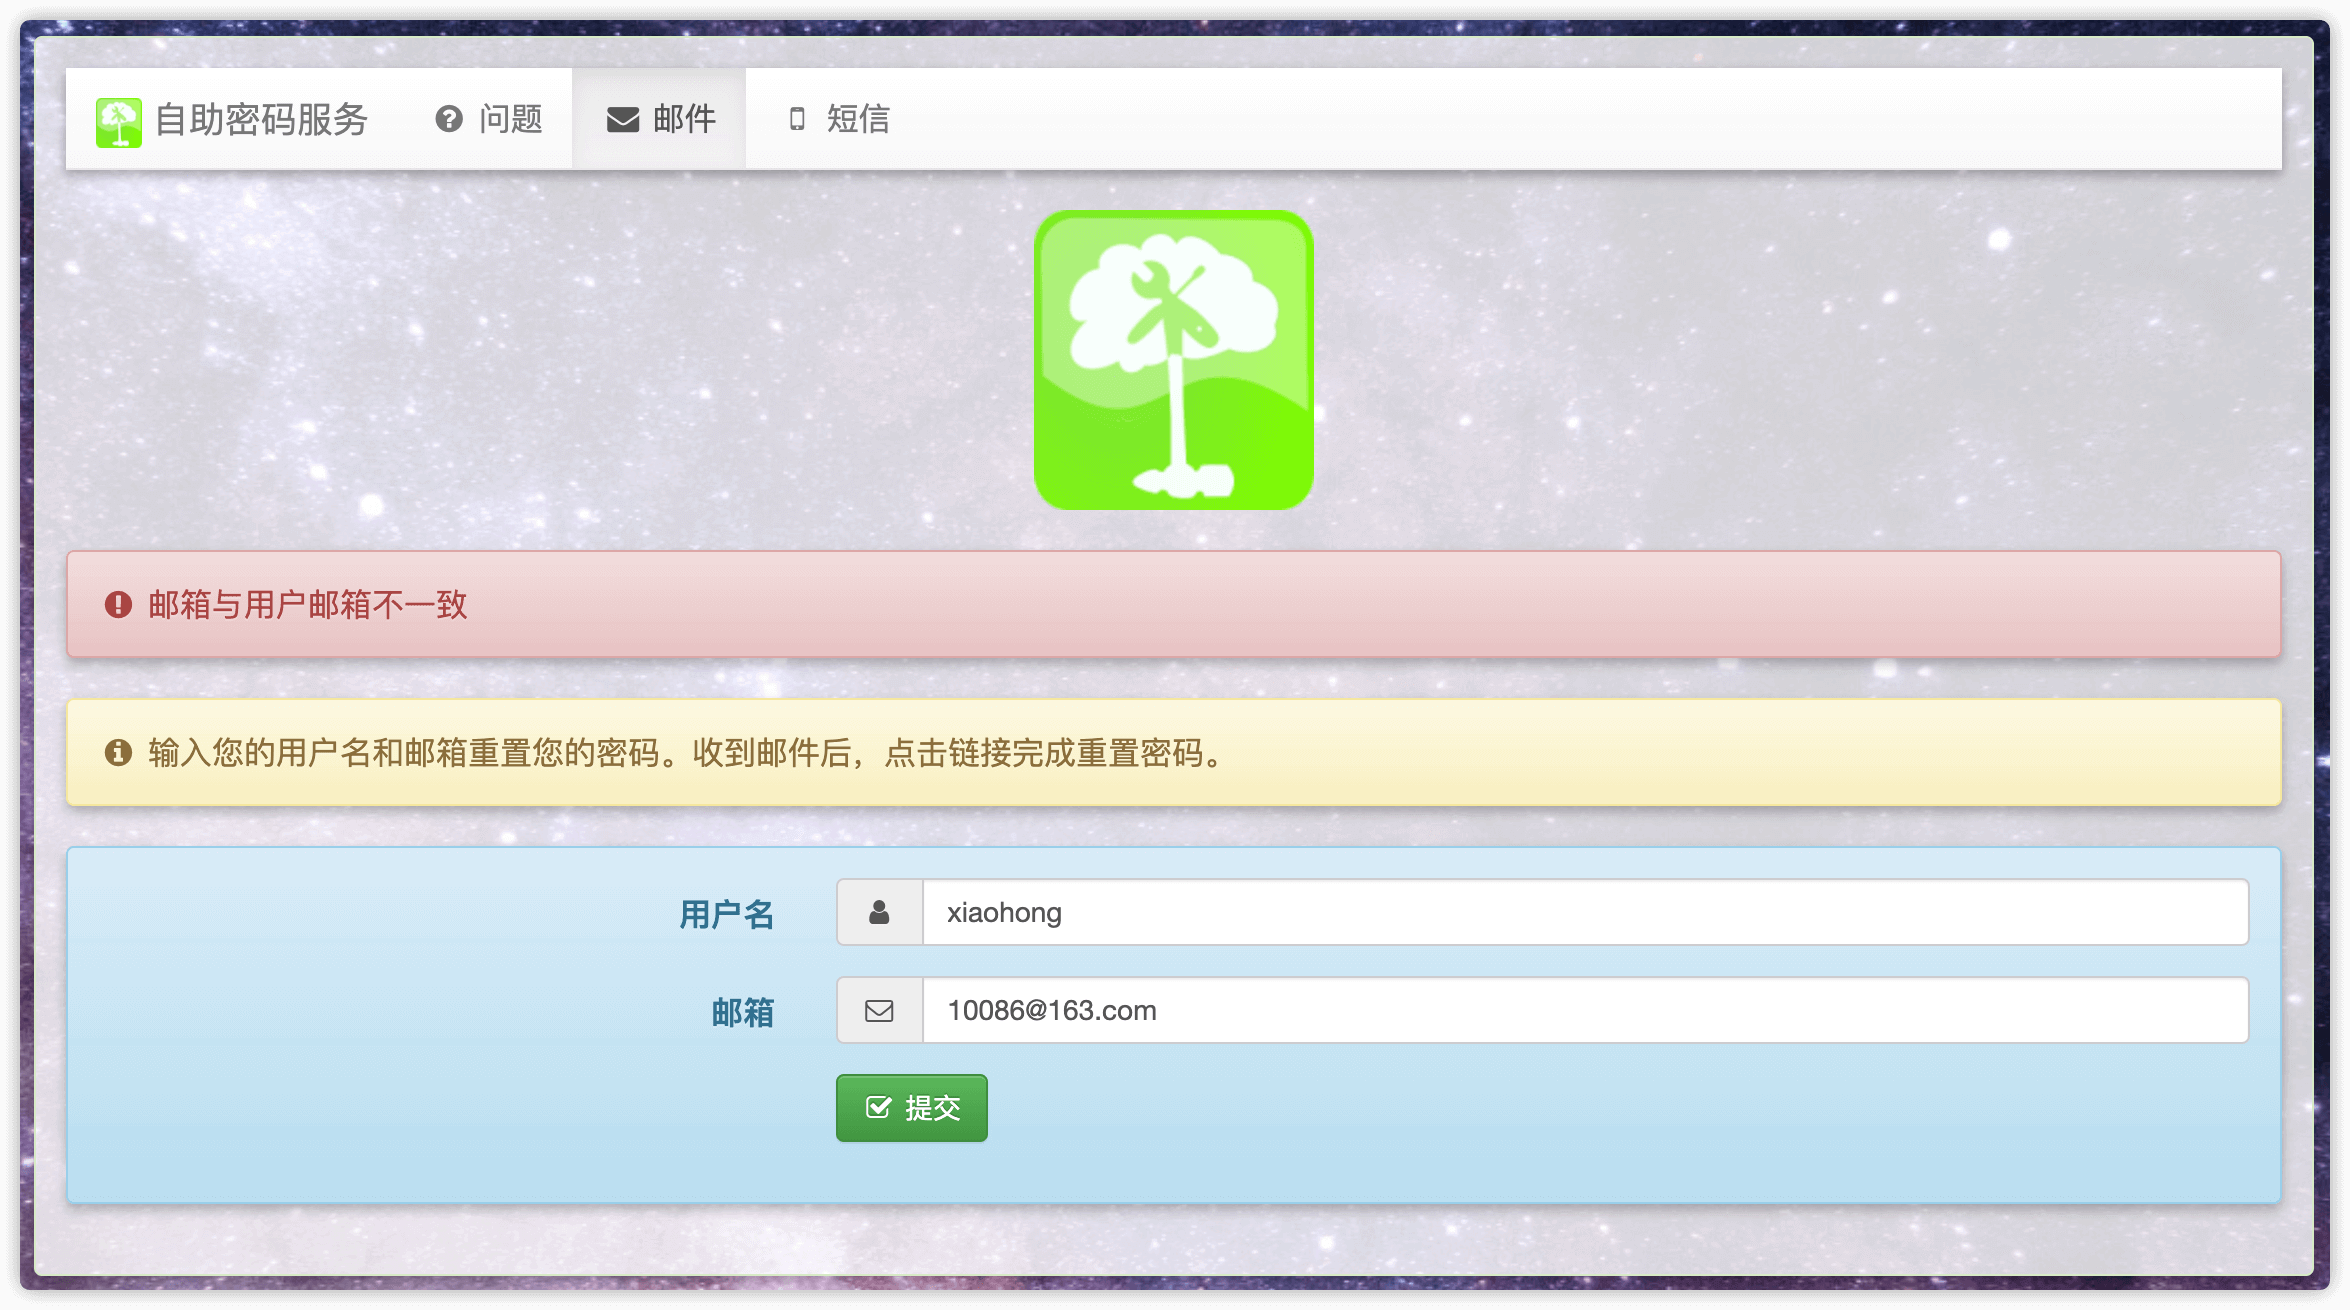 自助密码服务 问题 邮件 短信
邮箱与用户邮箱不一致
输入您的用户名和邮箱重置您的密码。收到邮件后，点击链接完成重置密码。
用户名 xiaohong
邮箱 10086@163.com
提交